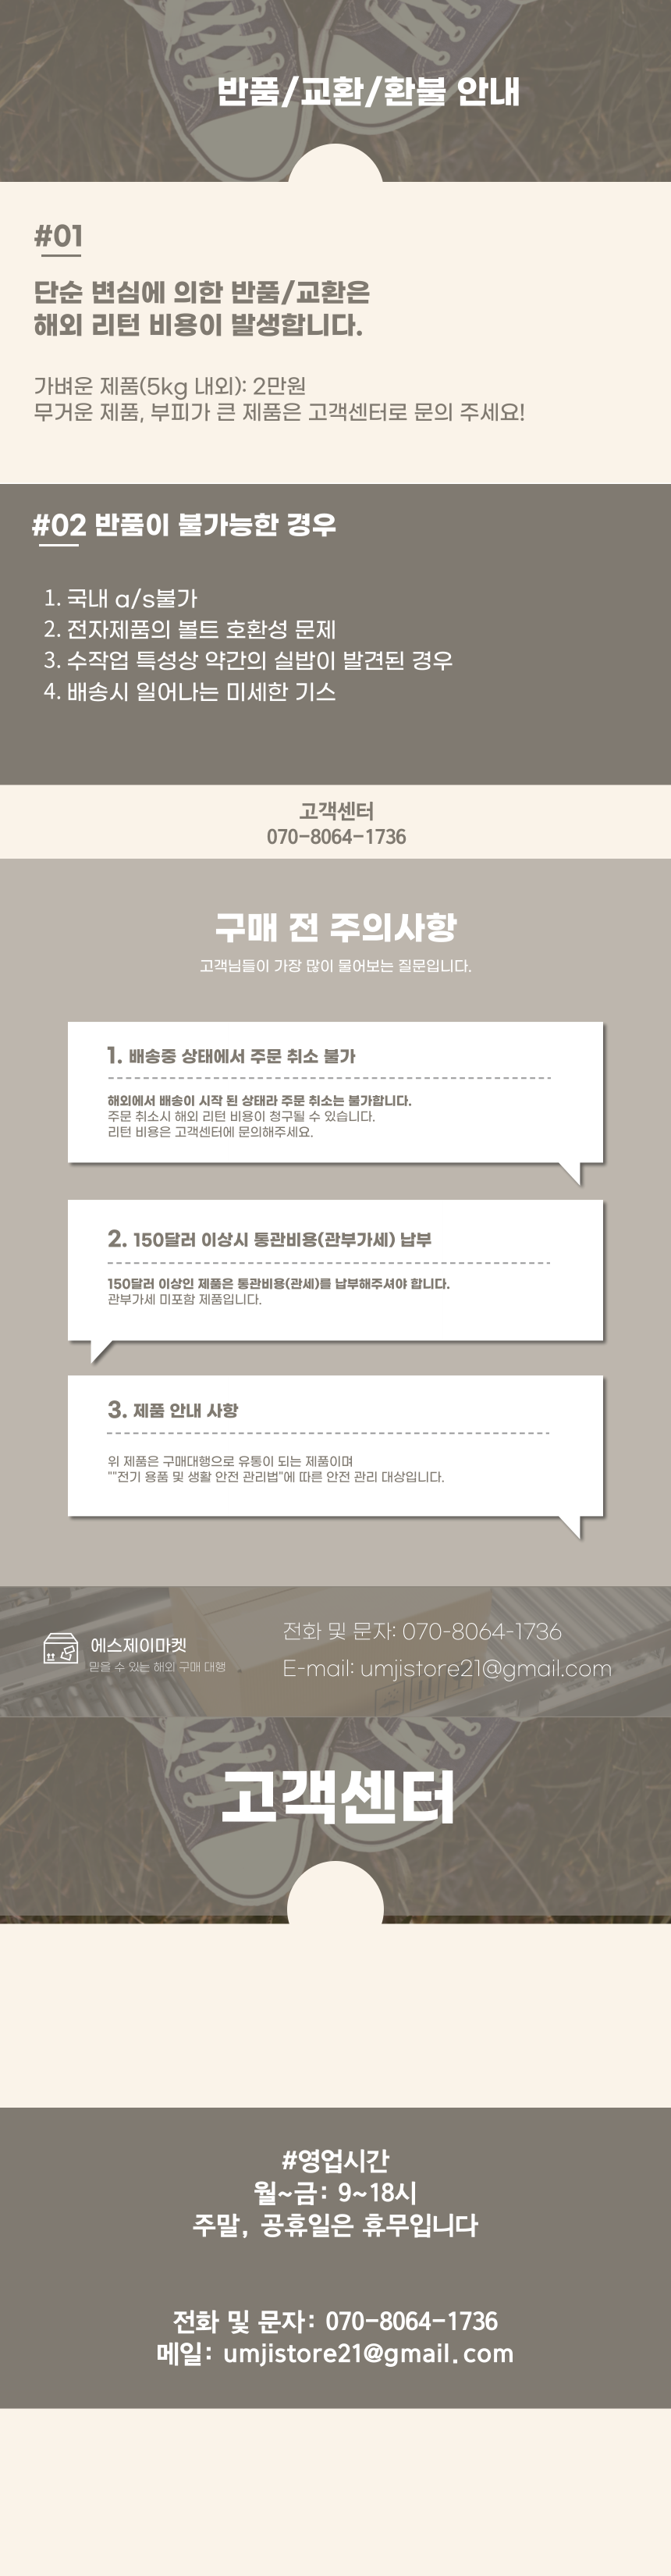 반품/교환/환불 안내
#01
단순 변심에 의한 반품/교환은
해외 리턴 비용이 발생합니다.
가벼운 제품(5kg 내외): 2만원
무거운 제품, 부피가 큰 제품은 고객센터로 문의 주세요!
#02 반품이 불가능한 경우
1. 국내 a/s불가
2. 전자제품의 볼트 호환성 문제
3. 수작업 특성상 약간의 실밥이 발견된 경우
4. 배송시 일어나는 미세한 기스
고객센터
070-8064-1736
구매 전 주의사항
고객님들이 가장 많이 물어보는 질문입니다.
1. 배송중 상태에서 주문 취소 불가
해외에서 배송이 시작 된 상태라 주문 취소는 불가합니다.
주문 취소시 해외 리턴 비용이 청구될 수 있습니다.
리턴 비용은 고객센터에 문의해주세요.
2. 150달러 이상시 통관비용(관부가세) 납부
150달러 이상인 제품은 통관비용(관세)를 납부해주셔야 합니다.
관부가세 미포함 제품입니다.
3. 제품 안내 사항
위 제품은 구매대행으로 유통이 되는 제품이며
""전기 용품 및 생활 안전 관리법"에 따른 안전 관리 대상입니다.
에스제이마켓
믿을 수 있는 해외 구매 대행
전화 및 문자: 070-8064-1736
E-mail: umjistore21@gmail.com
고객센터
#영업시간
월~금: 9~18시
주말, 공휴일은 휴무입니다
전화 및 문자: 070-8064-1736
메일: umjistore21@gmail.com